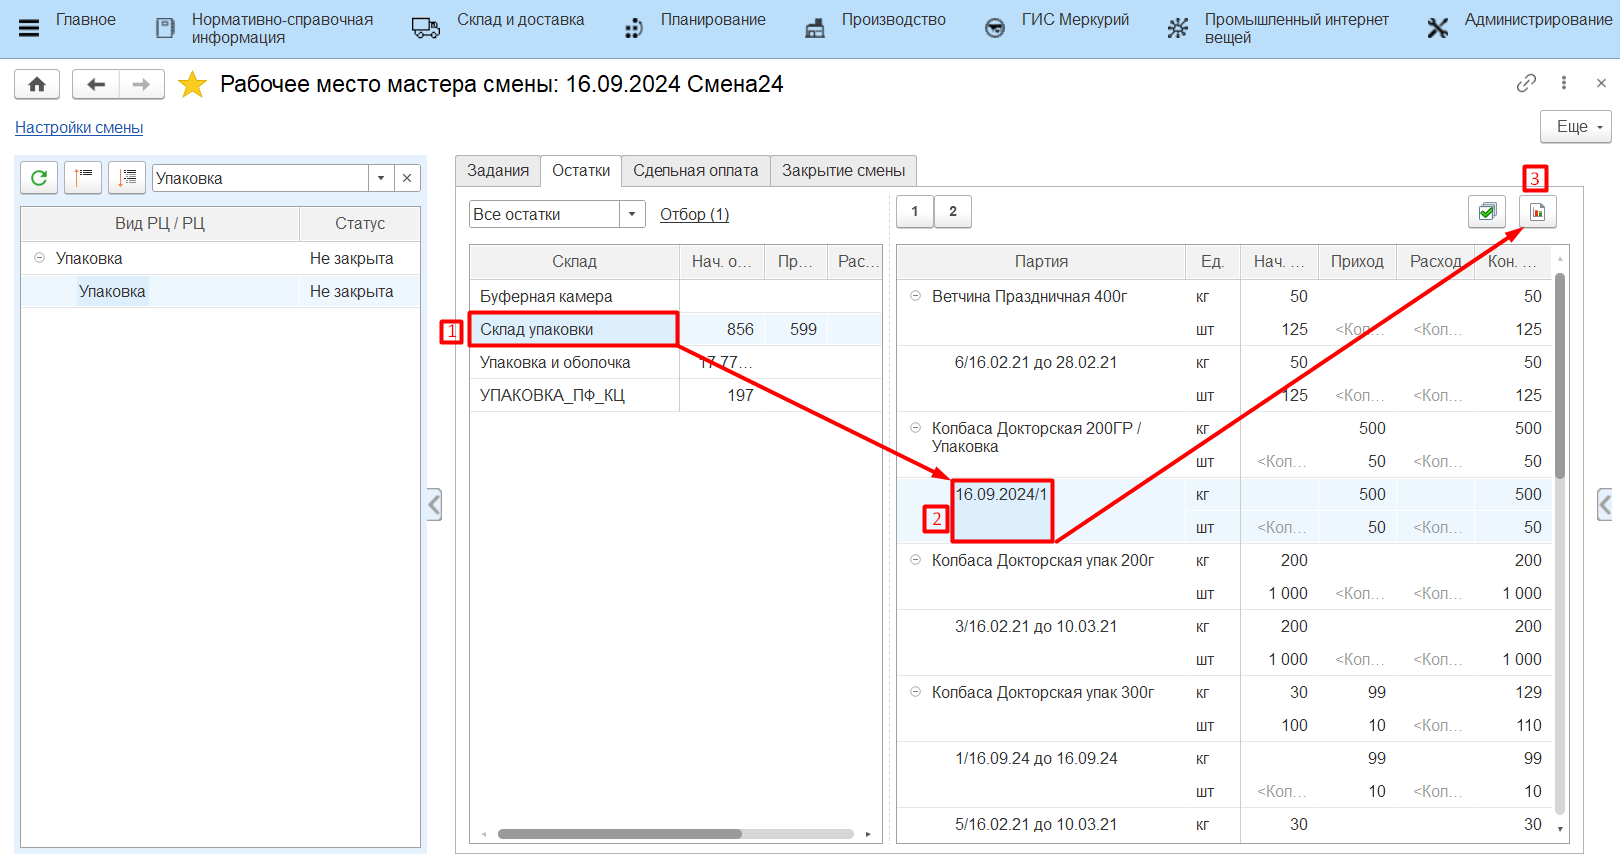 Главное
Нормативно-справочная
информация
Склад и доставка
Планирование
Производство
ГИС Меркурий
Промышленный интернет
вещей
Администрирование
Рабочее место мастера смены: 16.09.2024 Смена24
Настройки смены
Еще
Упаковка
Вид РЦ / РЦ Статус
Упаковка Не закрыта
Упаковка Не закрыта
Задания Остатки Сдельная оплата Закрытие смены
Все остатки Отбор (1)
Склад Нач. о... Пр... Рас...
Буферная камера
1 Склад упаковки 856 599
Упаковка и оболочка 17 77...
УПАКОВКА_ПФ_КЦ 197
1 2
3
Партия Ед. Нач. ... Приход Расход Кон. ...
Ветчина Праздничная 400г кг 50 50
шт 125 <Кол... <Кол... 125
6/16.02.21 до 28.02.21 кг 50 50
шт 125 <Кол... <Кол... 125
Колбаса Докторская 200ГР / кг 500 500
Упаковка
шт <Кол... 50 <Кол... 50
16.09.2024/1 кг 500 500
2 шт <Кол... 50 <Кол... 50
Колбаса Докторская упак 200г кг 200 200
шт 1 000 <Кол... <Кол... 1 000
3/16.02.21 до 10.03.21 кг 200 200
шт 1 000 <Кол... <Кол... 1 000
Колбаса Докторская упак 300г кг 30 99 129
шт 100 10 <Кол... 110
1/16.09.24 до 16.09.24 кг 99 99
шт <Кол... 10 <Кол... 10
5/16.02.21 до 10.03.21 кг 30 30